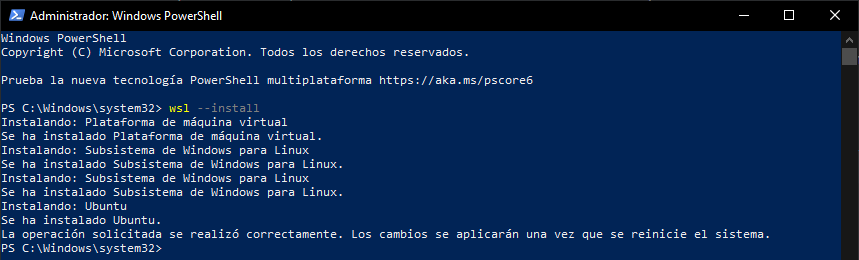 Administrador: Windows PowerShell
Windows PowerShell
Copyright (C) Microsoft Corporation. Todos los derechos reservados.
Prueba la nueva tecnología PowerShell multiplataforma https://aka.ms/pscore6
PS C:\Windows\system32> wsl --install
Instalando: Plataforma de máquina virtual
Se ha instalado Plataforma de máquina virtual.
Instalando: Subsistema de Windows para Linux
Se ha instalado Subsistema de Windows para Linux.
Instalando: Subsistema de Windows para Linux
Se ha instalado Subsistema de Windows para Linux.
Instalando: Ubuntu
Se ha instalado Ubuntu.
La operación solicitada se realizó correctamente. Los cambios se aplicarán una vez que se reinicie el sistema.
PS C:\Windows\system32>